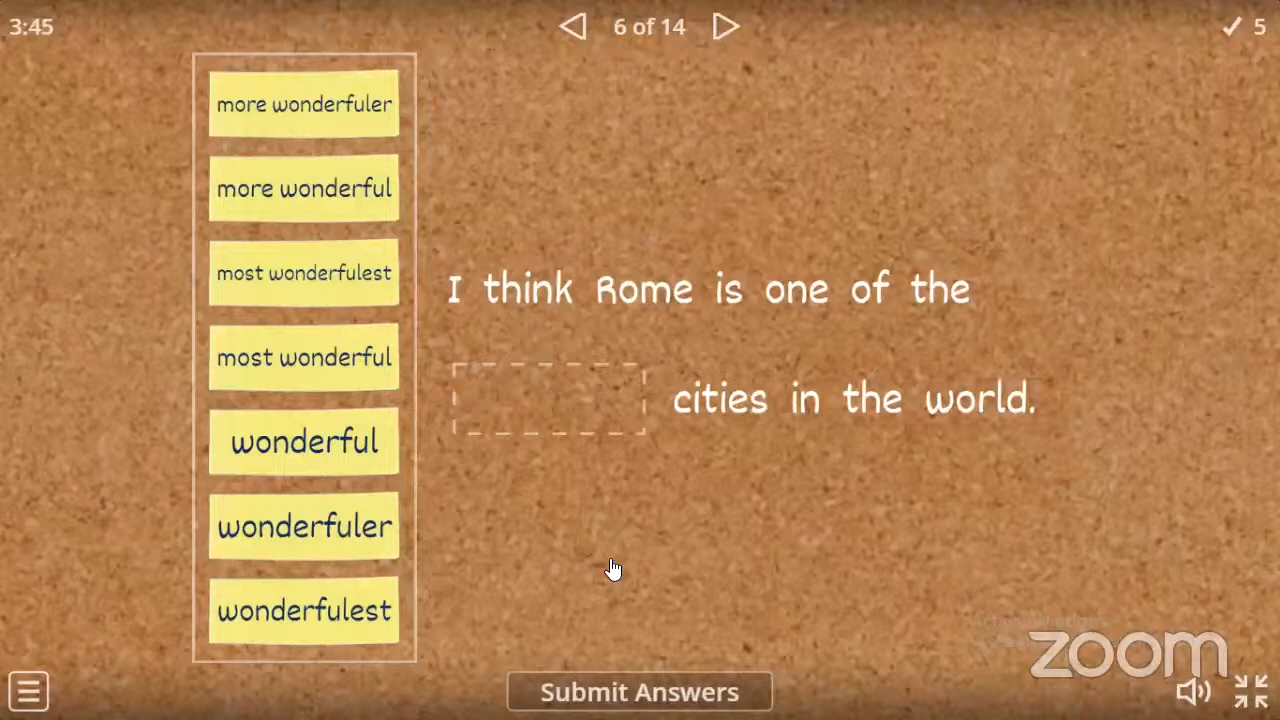 3:45
6 of 14
5
more wonderfuler
more wonderful
most wonderfulest
most wonderful
wonderful
wonderfuler
wonderfulest
I think Rome is one of the
cities in the world.
Submit Answers
zoom